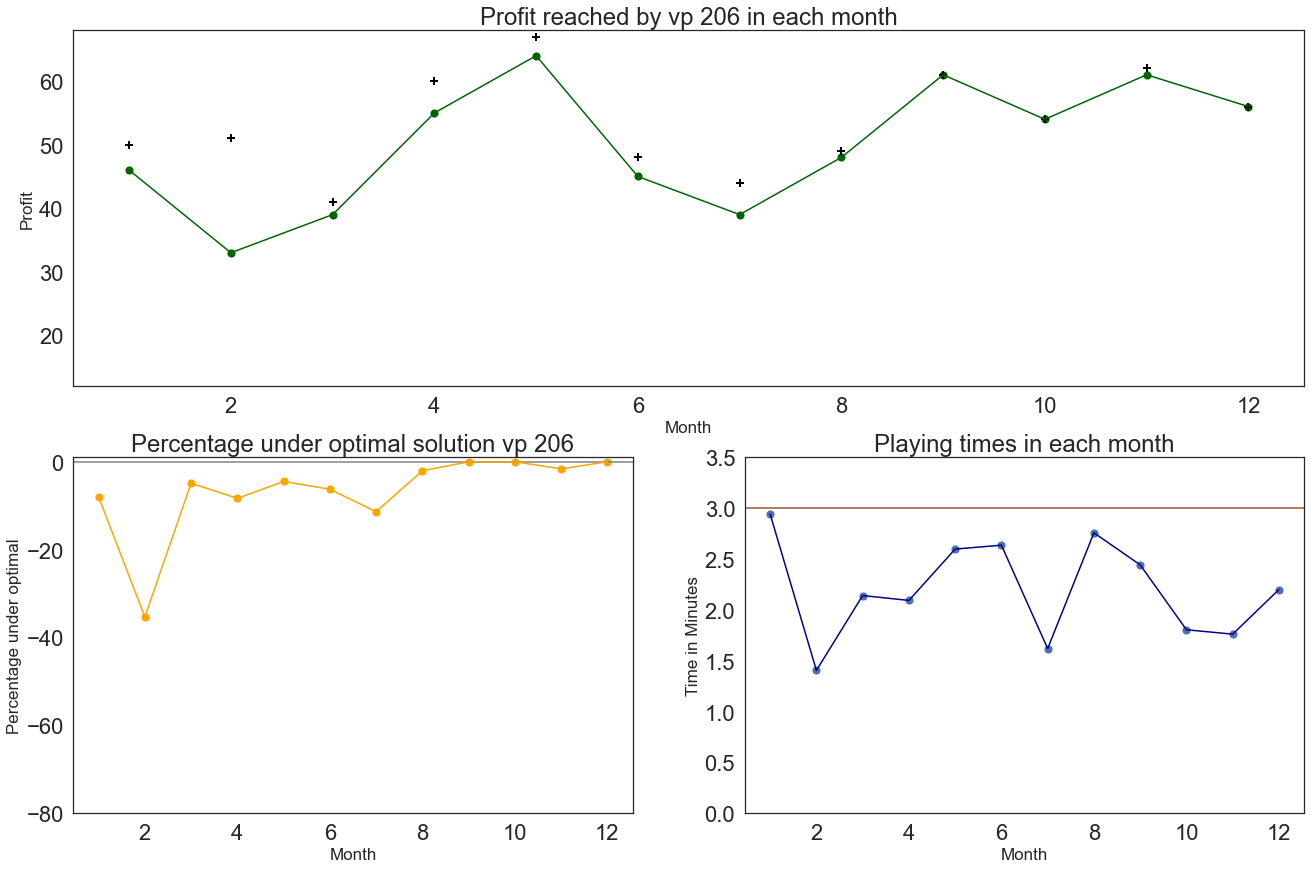 Profit reached by vp 206 in each month
60
50
40
30
20
Profit
2 4 6 8 10 12
Month
Percentage under optimal solution vp 206
0
−20
−40
−60
−80
Percentage under optimal
2 4 6 8 10 12
Month
Playing times in each month
3.5
3.0
2.5
2.0
1.5
1.0
0.5
0.0
Time in Minutes
2 4 6 8 10 12
Month